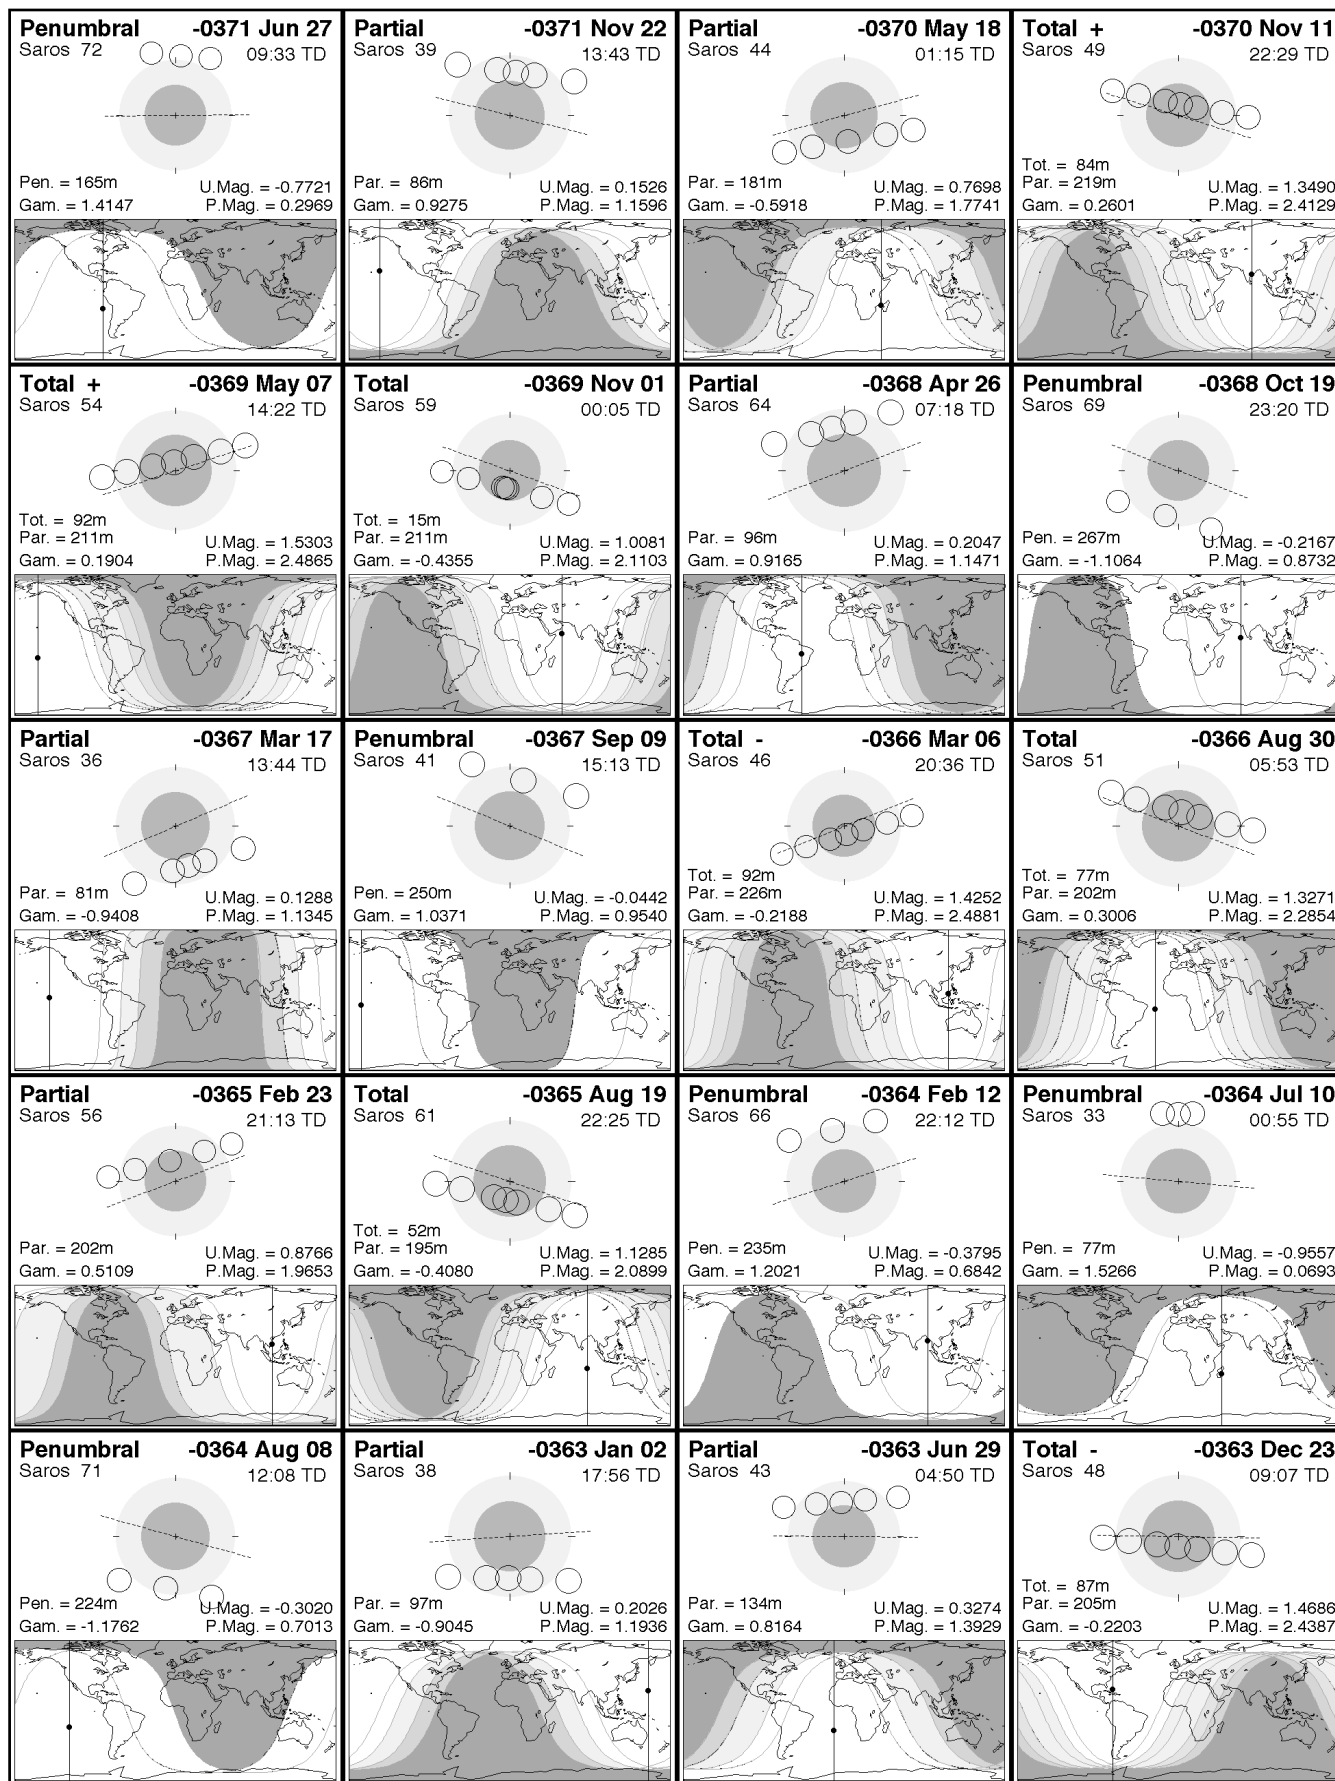 Penumbral -0371 Jun 27
Saros 72 09:33 TD
Pen. = 165m U.Mag. = -0.7721
Gam. = 1.4147 P.Mag. = 0.2969
Partial -0371 Nov 22
Saros 39 13:43 TD
Par. = 86m U.Mag. = 0.1526
Gam. = 0.9275 P.Mag. = 1.1596
Partial -0370 May 18
Saros 44 01:15 TD
Par. = 181m U.Mag. = 0.7698
Gam. = -0.5918 P.Mag. = 1.7741
Total + -0370 Nov 11
Saros 49 22:29 TD
Tot. = 84m
Par. = 219m U.Mag. = 1.3490
Gam. = 0.2601 P.Mag. = 2.4129
Total + -0369 May 07
Saros 54 14:22 TD
Tot. = 92m
Par. = 211m U.Mag. = 1.5303
Gam. = 0.1904 P.Mag. = 2.4865
Total -0369 Nov 01
Saros 59 00:05 TD
Tot. = 15m
Par. = 211m U.Mag. = 1.0081
Gam. = -0.4355 P.Mag. = 2.1103
Partial -0368 Apr 26
Saros 64 07:18 TD
Par. = 96m U.Mag. = 0.2047
Gam. = 0.9165 P.Mag. = 1.1471
Penumbral -0368 Oct 19
Saros 69 23:20 TD
Pen. = 267m U.Mag. = -0.2167
Gam. = -1.1064 P.Mag. = 0.8732
Partial -0367 Mar 17
Saros 36 13:44 TD
Par. = 81m U.Mag. = 0.1288
Gam. = -0.9408 P.Mag. = 1.1345
Penumbral -0367 Sep 09
Saros 41 15:13 TD
Pen. = 250m U.Mag. = -0.0442
Gam. = 1.0371 P.Mag. = 0.9540
Total - -0366 Mar 06
Saros 46 20:36 TD
Tot. = 92m
Par. = 226m U.Mag. = 1.4252
Gam. = -0.2188 P.Mag. = 2.4881
Total -0366 Aug 30
Saros 51 05:53 TD
Tot. = 77m
Par. = 202m U.Mag. = 1.3271
Gam. = 0.3006 P.Mag. = 2.2854
Partial -0365 Feb 23
Saros 56 21:13 TD
Par. = 202m U.Mag. = 0.8766
Gam. = 0.5109 P.Mag. = 1.9653
Total -0365 Aug 19
Saros 61 22:25 TD
Tot. = 52m
Par. = 195m U.Mag. = 1.1285
Gam. = -0.4080 P.Mag. = 2.0899
Penumbral -0364 Feb 12
Saros 66 22:12 TD
Pen. = 235m U.Mag. = -0.3795
Gam. = 1.2021 P.Mag. = 0.6842
Penumbral -0364 Jul 10
Saros 33 00:55 TD
Pen. = 77m U.Mag. = -0.9557
Gam. = 1.5266 P.Mag. = 0.0693
Penumbral -0364 Aug 08
Saros 71 12:08 TD
Pen. = 224m U.Mag. = -0.3020
Gam. = -1.1762 P.Mag. = 0.7013
Partial -0363 Jan 02
Saros 38 17:56 TD
Par. = 97m U.Mag. = 0.2026
Gam. = -0.9045 P.Mag. = 1.1936
Partial -0363 Jun 29
Saros 43 04:50 TD
Par. = 134m U.Mag. = 0.3274
Gam. = 0.8164 P.Mag. = 1.3929
Total - -0363 Dec 23
Saros 48 09:07 TD
Tot. = 87m
Par. = 205m U.Mag. = 1.4686
Gam. = -0.2203 P.Mag. = 2.4387